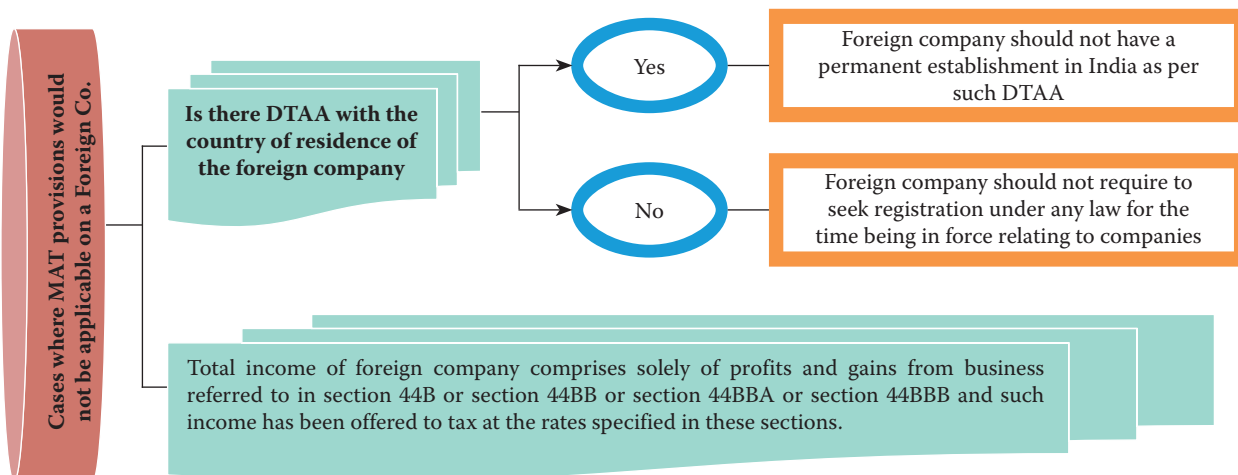 Cases where MAT provisions would
not be applicable on a Foreign Co.
Is there DTAA with the
country of residence of
the foreign company
Yes
Foreign company should not have a
permanent establishment in India as per
such DTAA
No
Foreign company should not require to
seek registration under any law for the
time being in force relating to companies
Total income of foreign company comprises solely of profits and gains from business
referred to in section 44B or section 44BB or section 44BBA or section 44BBB and such
income has been offered to tax at the rates specified in these sections.